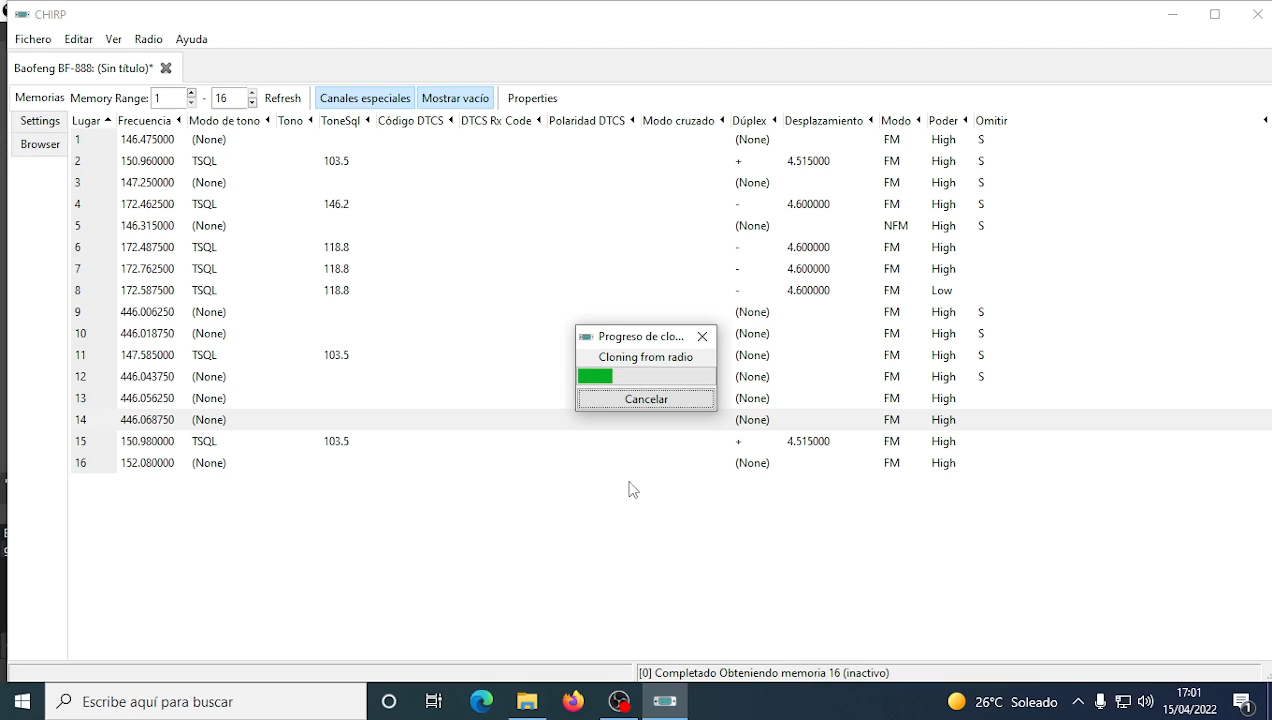 CHIRP
Fichero Editar Ver Radio Ayuda
Baofeng BF-888: (Sin título)*
Memorias Memory Range: 1 - 16 Refresh Canales especiales Mostrar vacío Properties
Settings
Browser
Lugar Frecuencia Modo de tono Tono ToneSql Código DTCS DTCS Rx Code Polaridad DTCS Modo cruzado Dúplex Desplazamiento Modo Poder Omitir
1 146.475000 (None) (None) FM High S
2 150.960000 TSQL 103.5 + 4.515000 FM High S
3 147.250000 (None) (None) FM High S
4 172.462500 TSQL 146.2 - 4.600000 FM High S
5 146.315000 (None) (None) NFM High S
6 172.487500 TSQL 118.8 - 4.600000 FM High
7 172.762500 TSQL 118.8 - 4.600000 FM High
8 172.587500 TSQL 118.8 - 4.600000 FM Low
9 446.006250 (None) (None) FM High S
10 446.018750 (None) (None) FM High S
11 147.585000 TSQL 103.5 (None) FM High S
12 446.043750 (None) (None) FM High S
13 446.056250 (None) (None) FM High
14 446.068750 (None) (None) FM High
15 150.980000 TSQL 103.5 + 4.515000 FM High
16 152.080000 (None) (None) FM High
Progreso de clo...
Cloning from radio
Cancelar
[0] Completado Obteniendo memoria 16 (inactivo)
Escribe aquí para buscar
26°C Soleado
17:01
15/04/2022
1